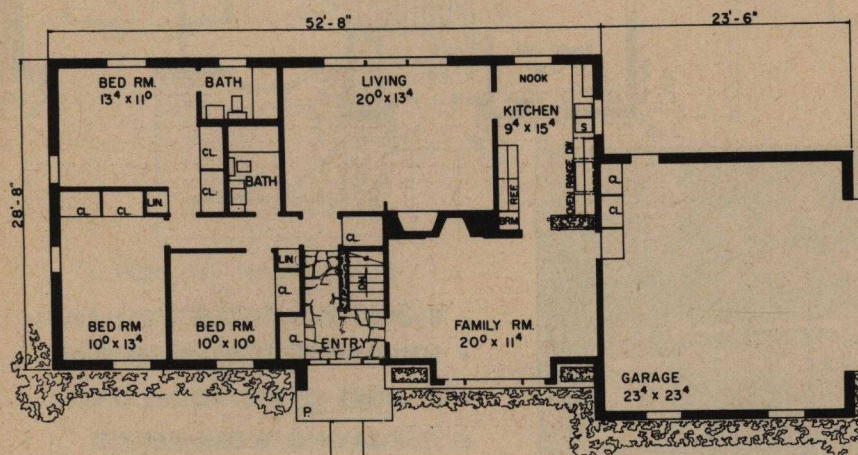 52'-8"
23'-6"
28'-8"
BED RM.
13⁴ x 11⁰
BATH
LIVING
20⁰ x 13⁴
NOOK
KITCHEN
9⁴ x 15⁴
S
DW
RANGE
OVEN
REF.
BRM
CL.
CL.
BATH
CL.
CL.
LIN.
CL.
LIN.
CL.
CL.
DN.
ENTRY
BED RM
10⁰ x 13⁴
BED RM.
10⁰ x 10⁰
FAMILY RM.
20⁰ x 11⁴
CL
CL
GARAGE
23⁴ x 23⁴
P.